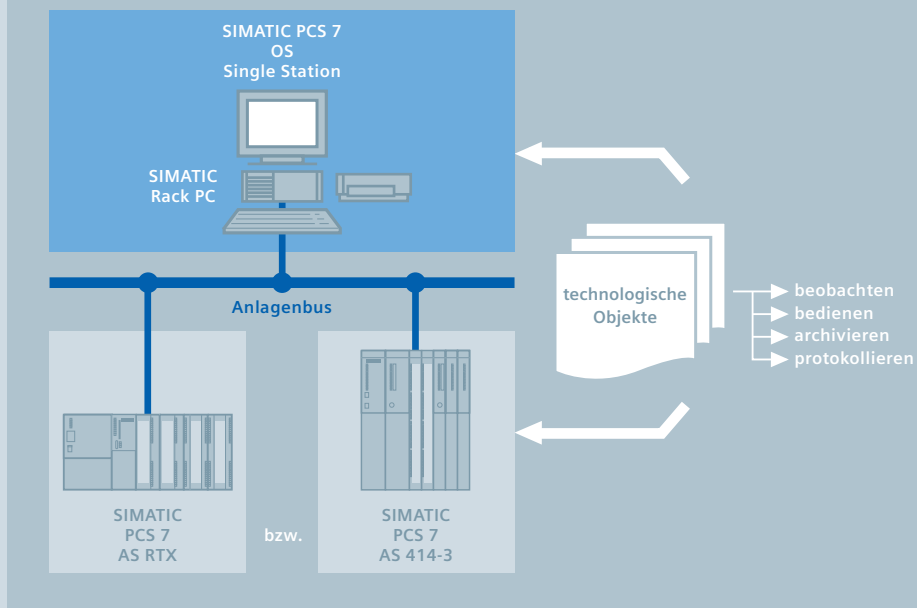 SIMATIC PCS 7
OS
Single Station
SIMATIC
Rack PC
Anlagenbus
technologische
Objekte
beobachten
bedienen
archivieren
protokollieren
SIMATIC
PCS 7
AS RTX
bzw.
SIMATIC
PCS 7
AS 414-3